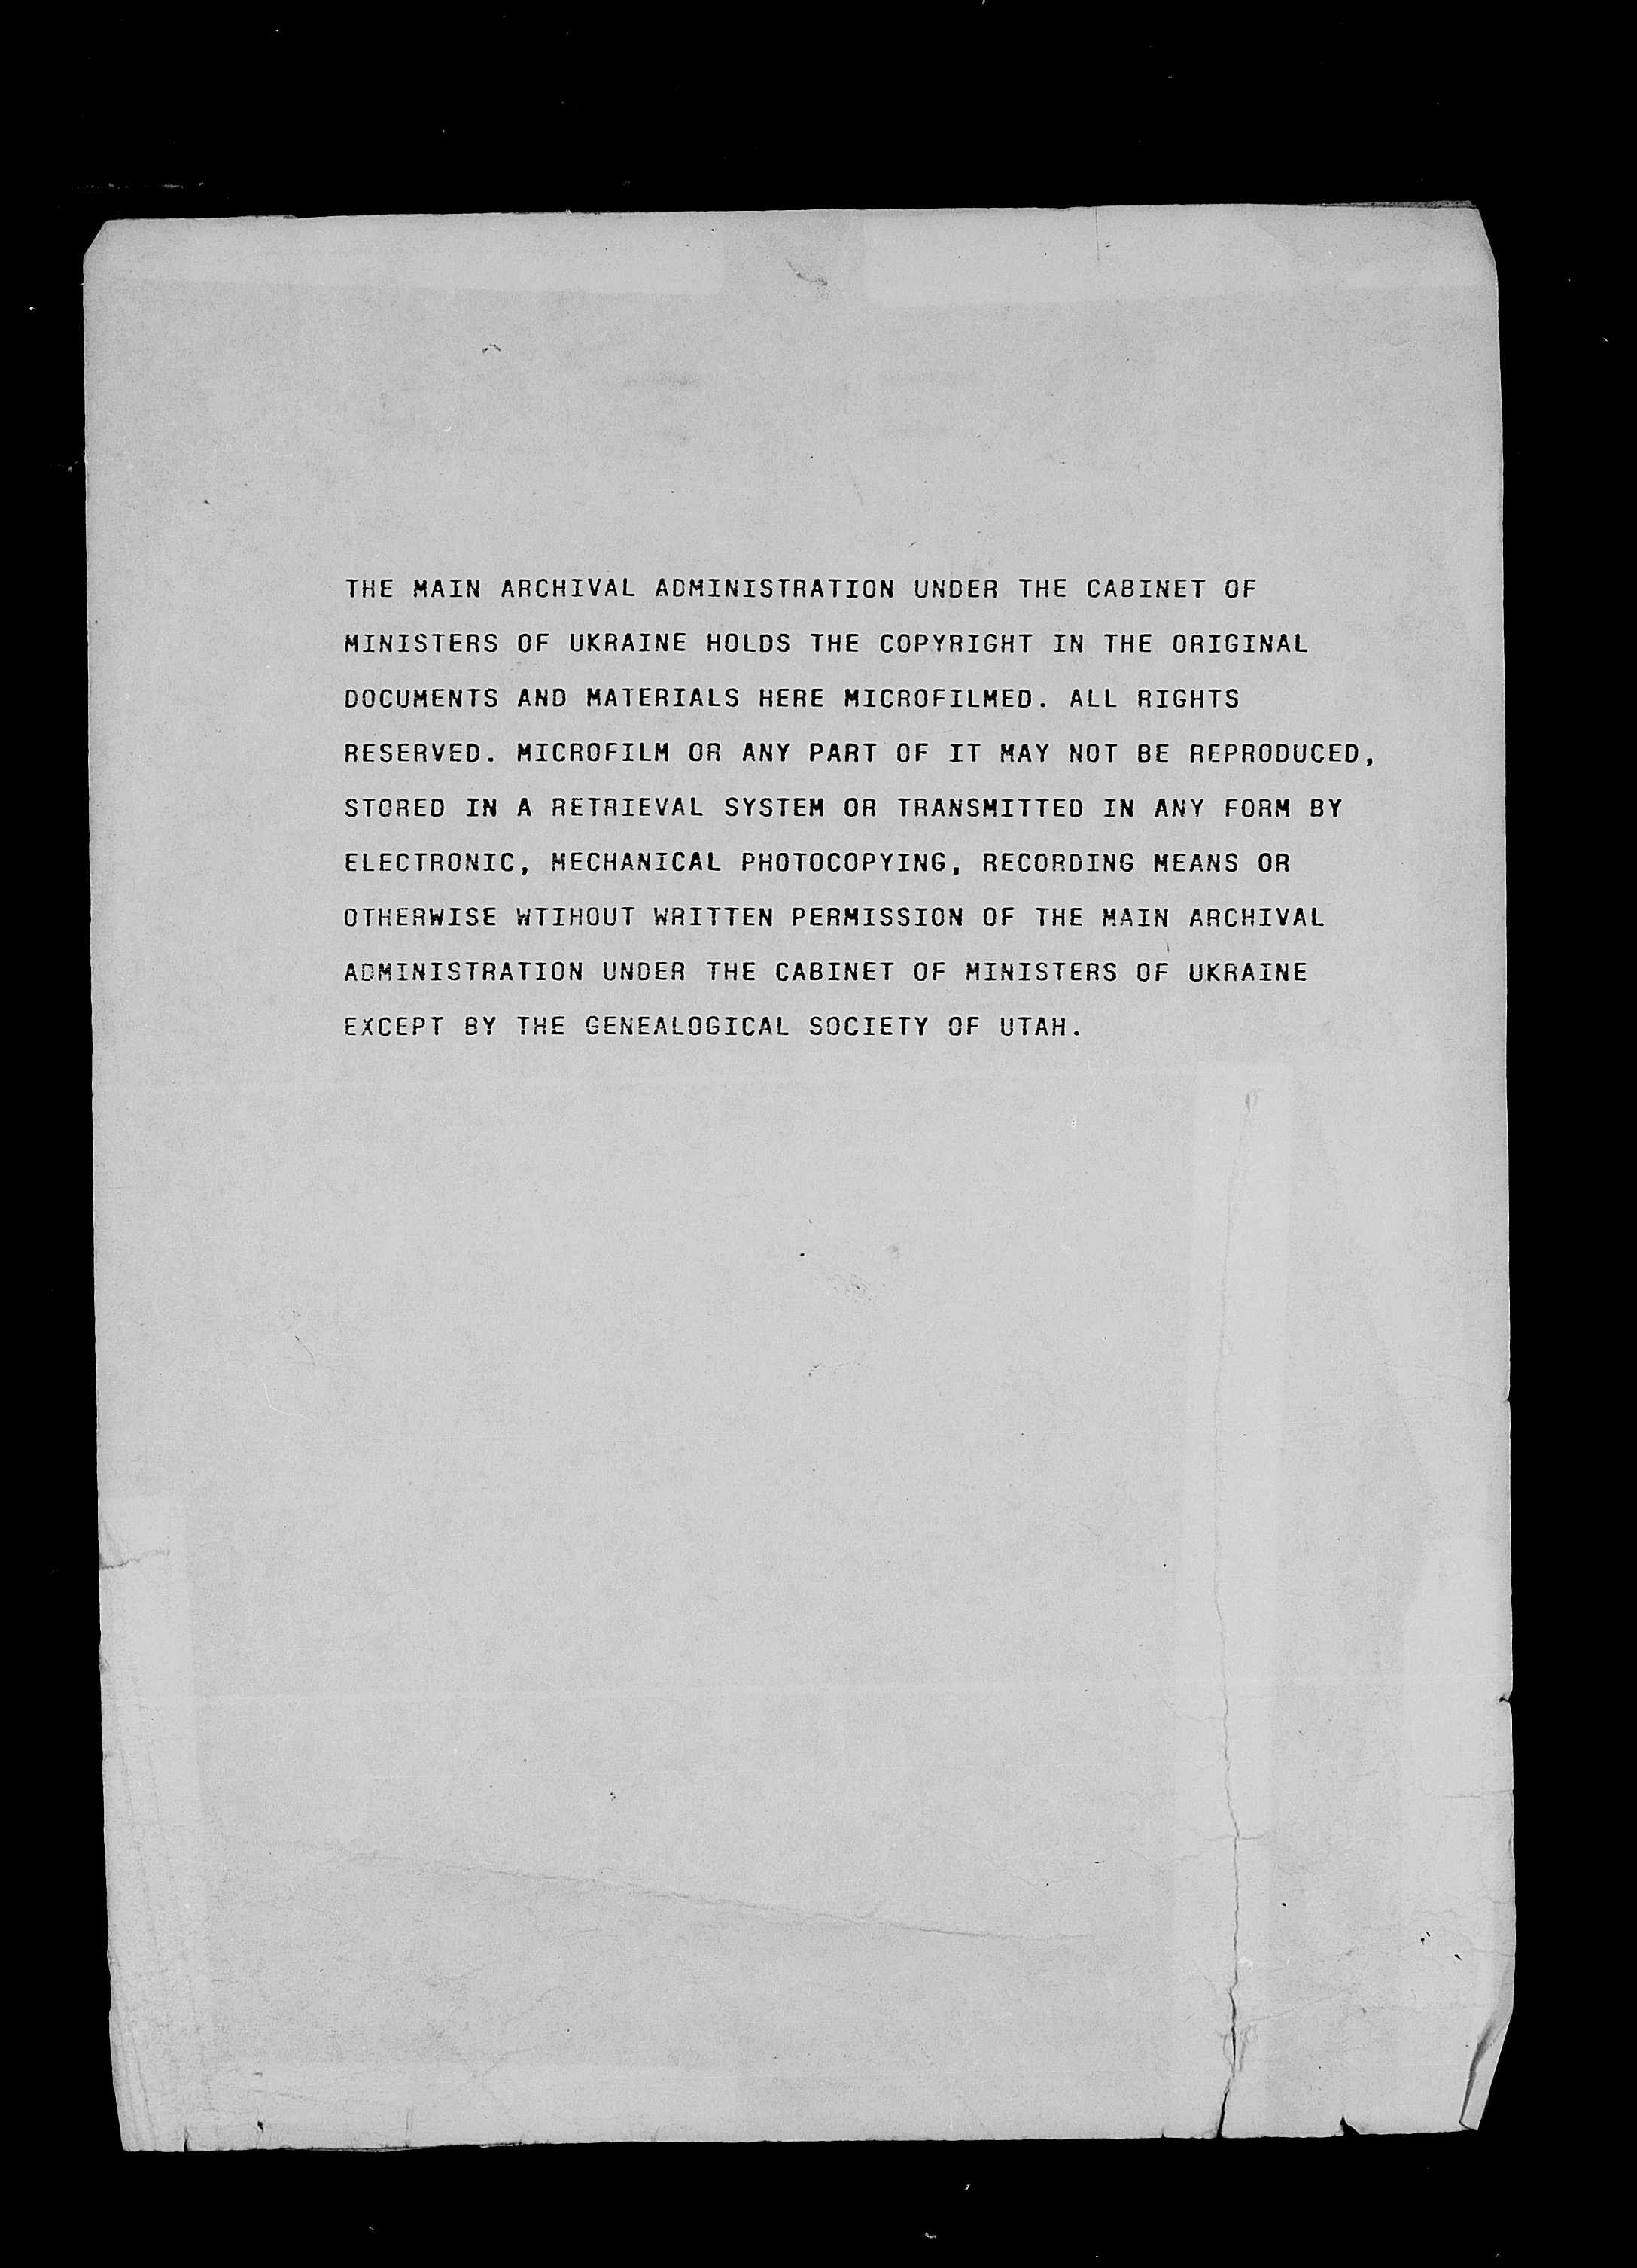 THE MAIN ARCHIVAL ADMINISTRATION UNDER THE CABINET OF
MINISTERS OF UKRAINE HOLDS THE COPYRIGHT IN THE ORIGINAL
DOCUMENTS AND MATERIALS HERE MICROFILMED. ALL RIGHTS
RESERVED. MICROFILM OR ANY PART OF IT MAY NOT BE REPRODUCED,
STORED IN A RETRIEVAL SYSTEM OR TRANSMITTED IN ANY FORM BY
ELECTRONIC, MECHANICAL PHOTOCOPYING, RECORDING MEANS OR
OTHERWISE WTIHOUT WRITTEN PERMISSION OF THE MAIN ARCHIVAL
ADMINISTRATION UNDER THE CABINET OF MINISTERS OF UKRAINE
EXCEPT BY THE GENEALOGICAL SOCIETY OF UTAH.